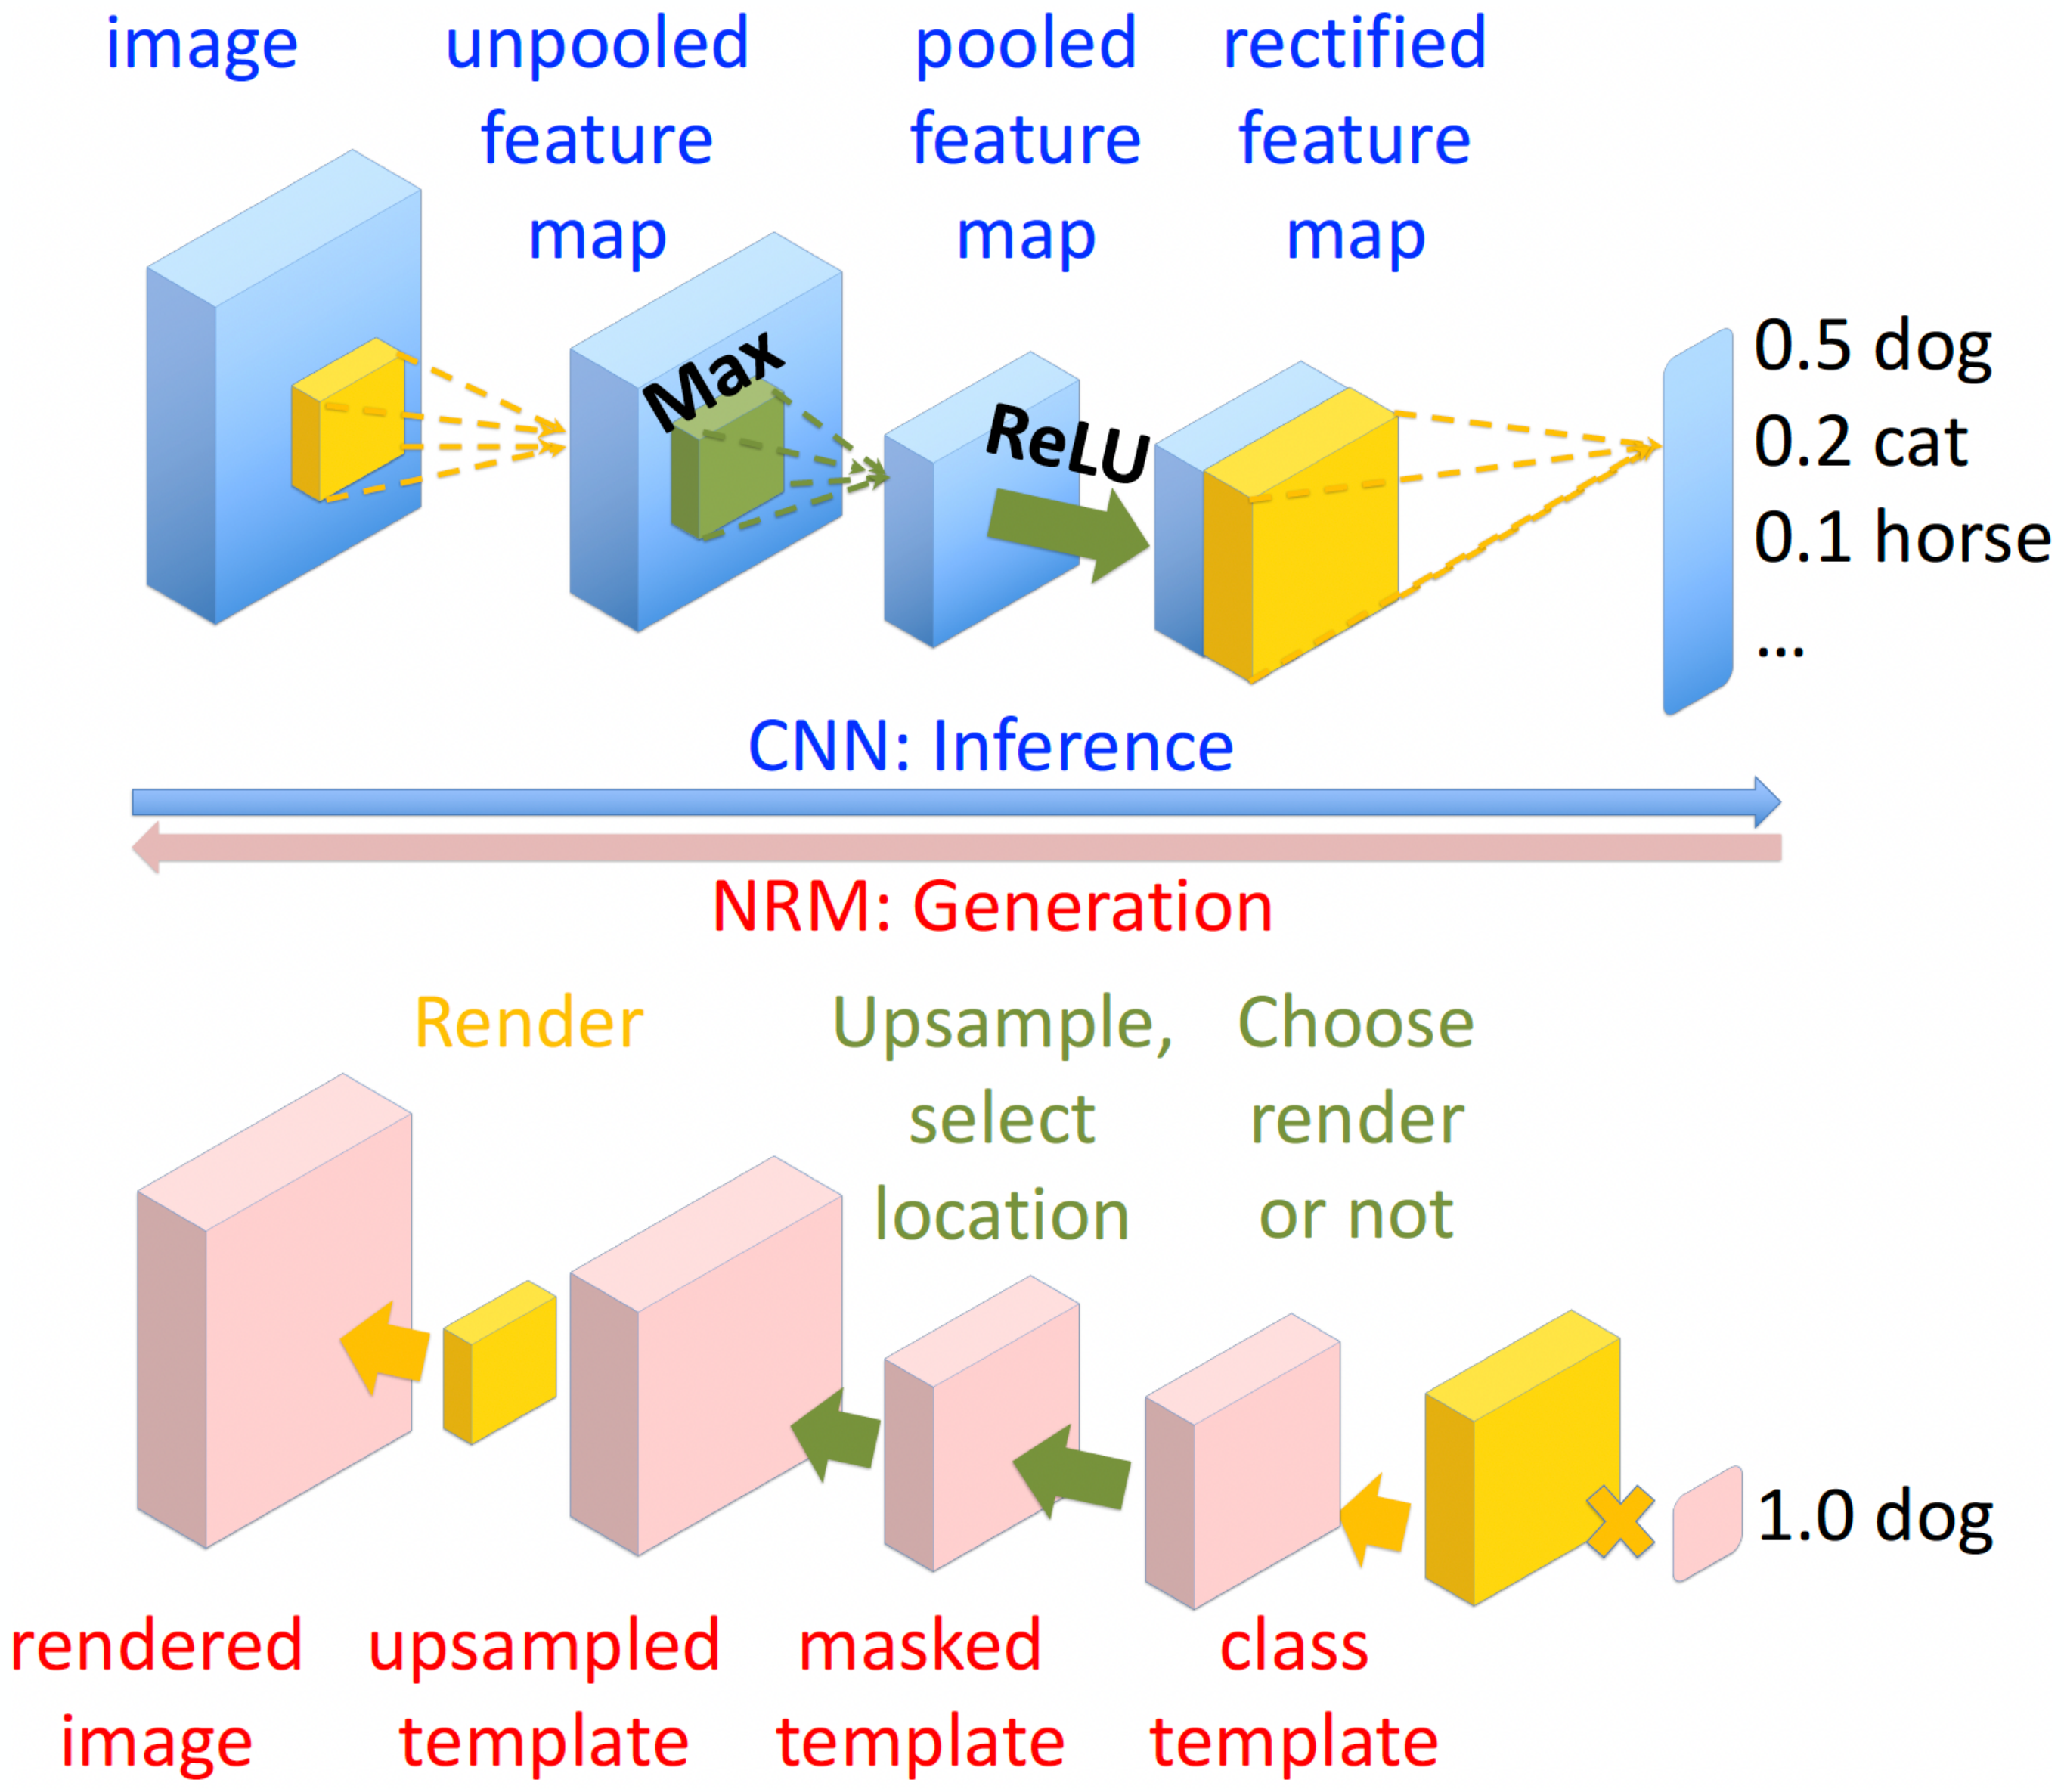 image
unpooled
feature
map
pooled
feature
map
rectified
feature
map
Max
ReLU
0.5 dog
0.2 cat
0.1 horse
...
CNN: Inference
NRM: Generation
Render
Upsample,
select
location
Choose
render
or not
1.0 dog
rendered
image
upsampled
template
masked
template
class
template